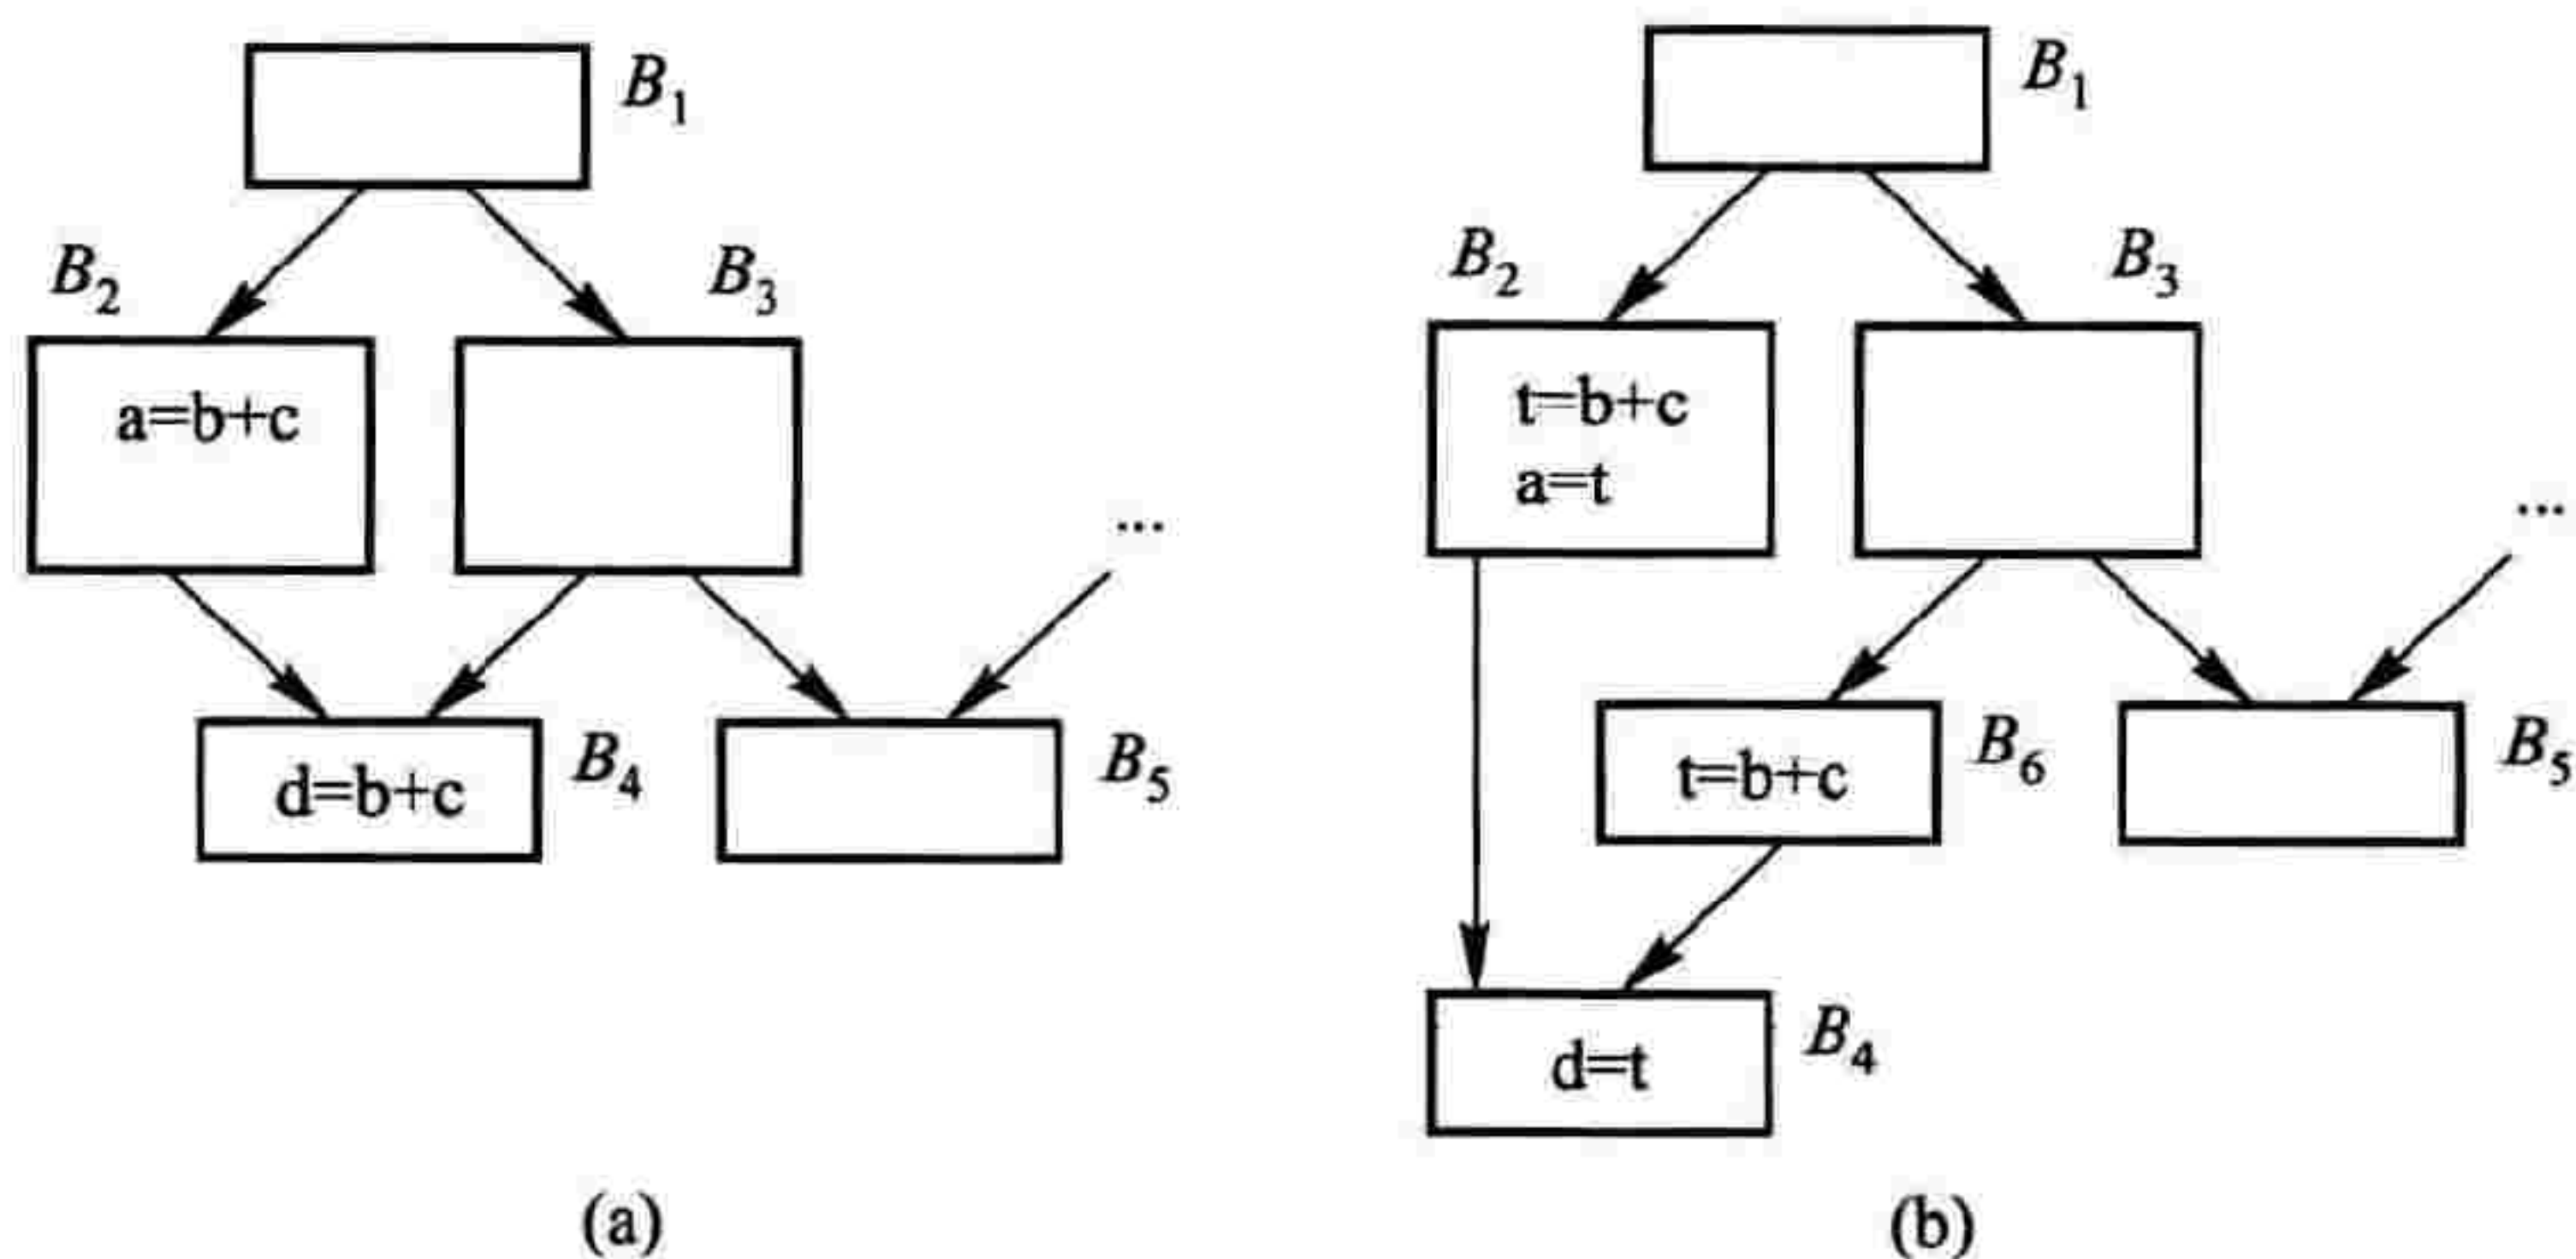 B₁
B₂
B₃
a=b+c
...
d=b+c
B₄
B₅
(a)
B₁
B₂
B₃
t=b+c
a=t
...
t=b+c
B₆
B₅
d=t
B₄
(b)